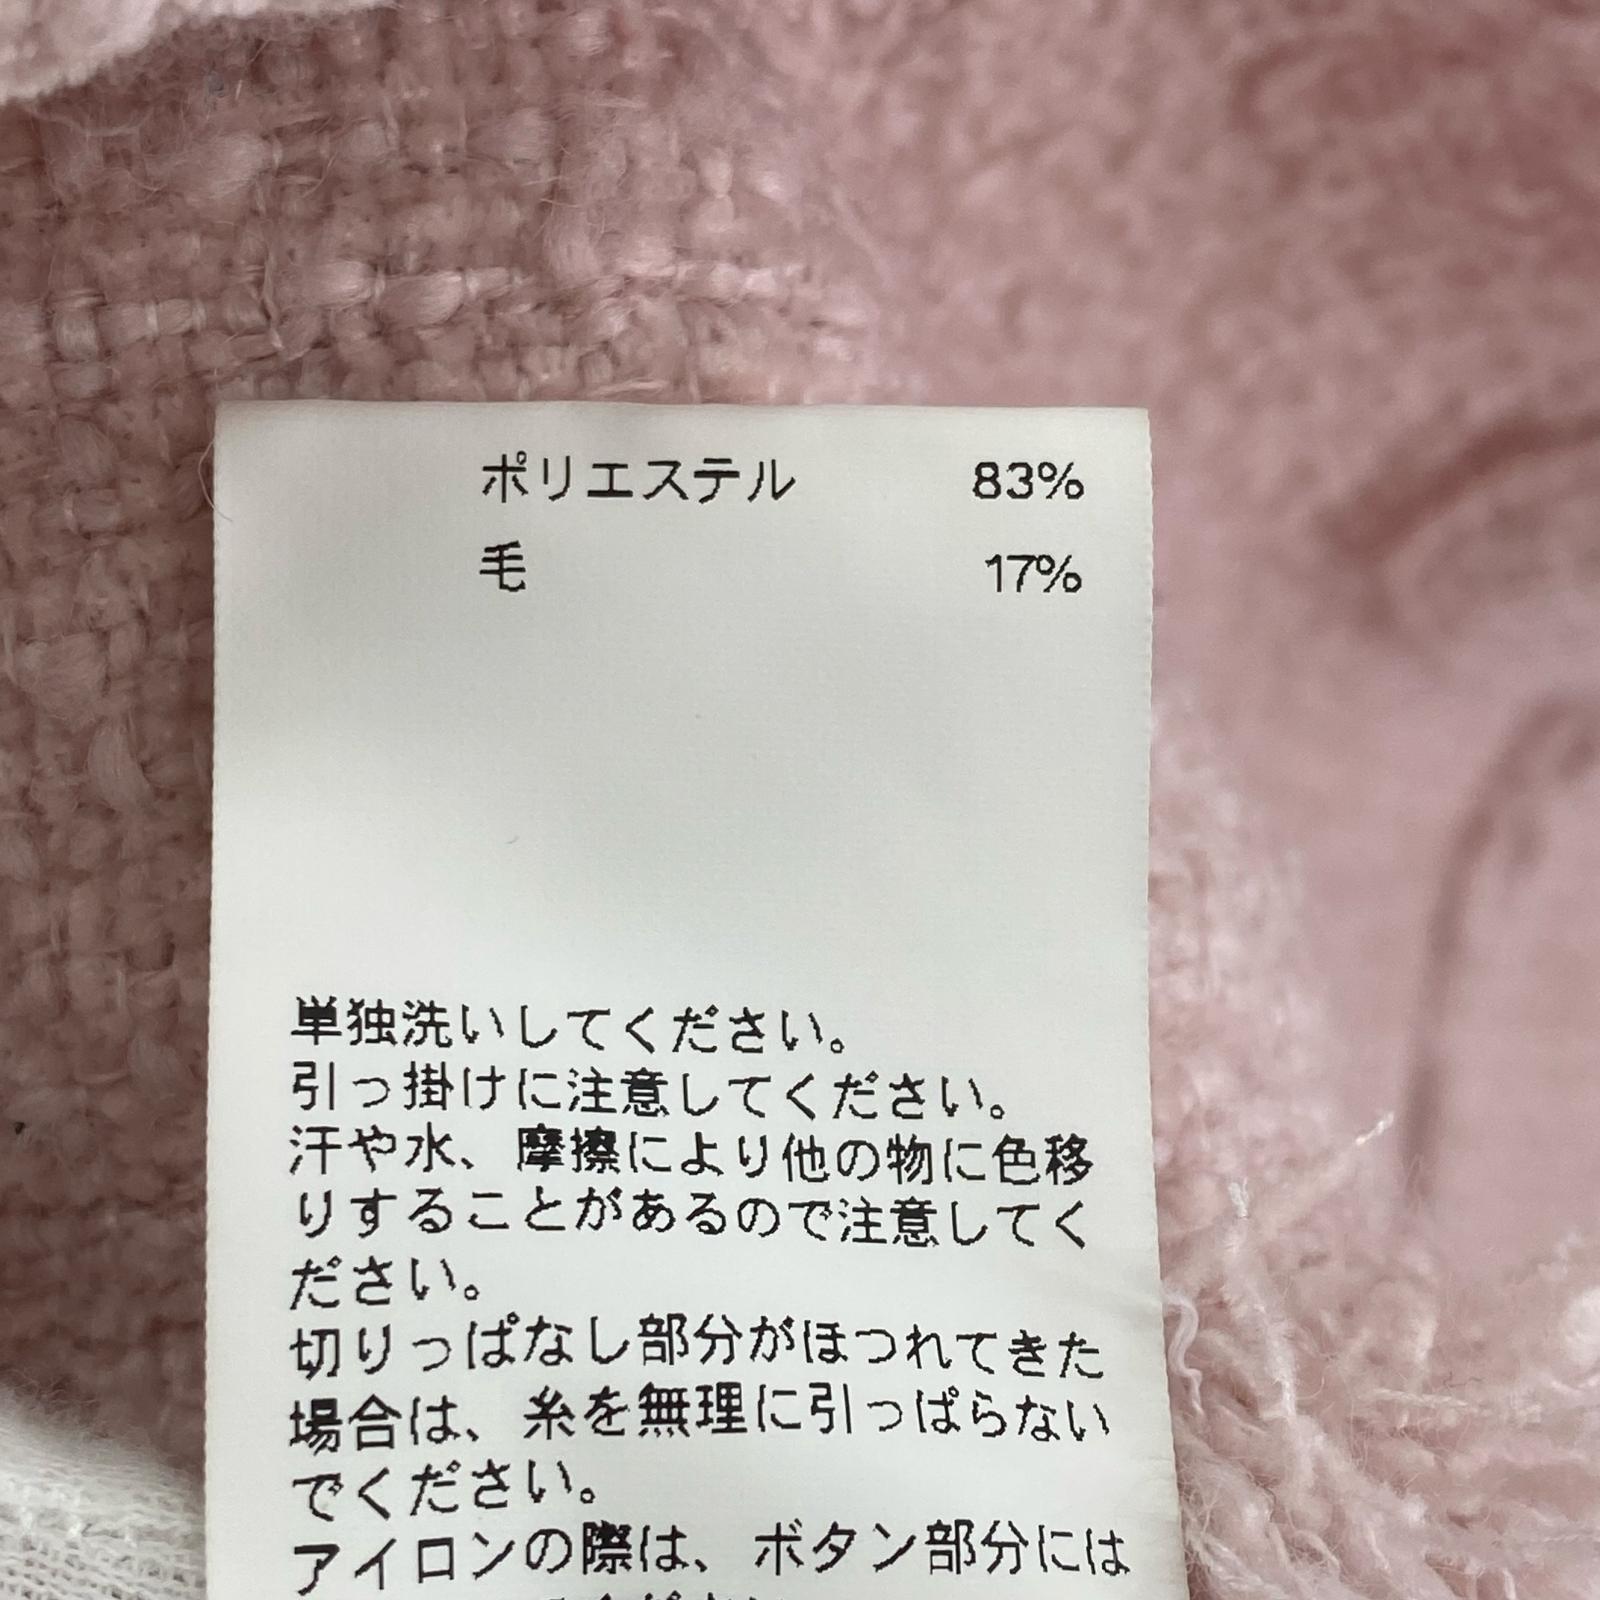 ポリエステル 83%
毛 17%
単独洗いしてください。
引っ掛けに注意してください。
汗や水、摩擦により他の物に色移
りすることがあるので注意してく
ださい。
切りっぱなし部分がほつれてきた
場合は、糸を無理に引っぱらない
でください。
アイロンの際は、ボタン部分には